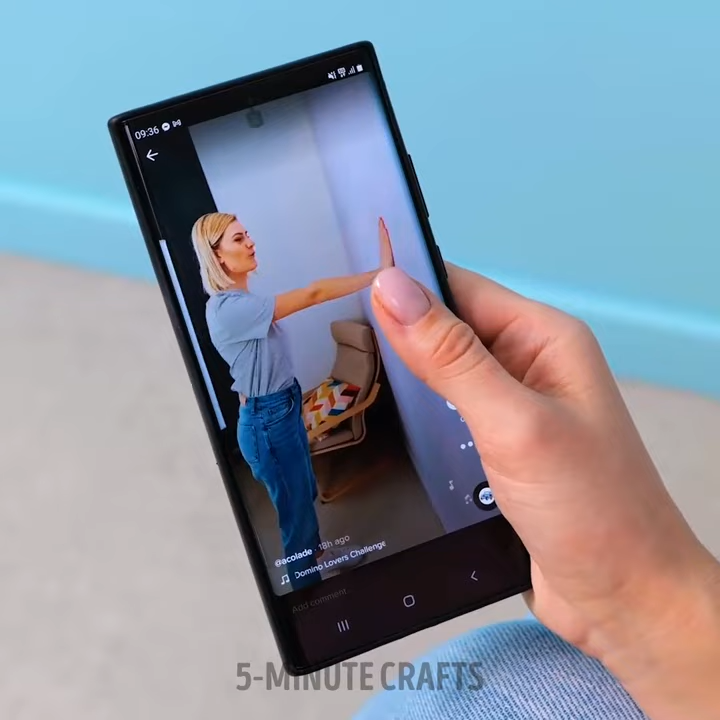 09:36
@acolade · 18h ago
Domino Lovers Challenge
Add comment...
5-MINUTE CRAFTS